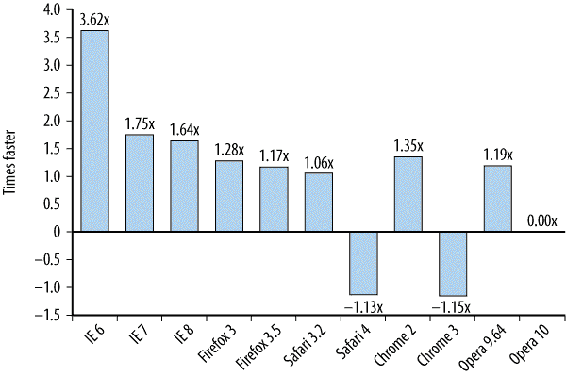 Times faster
4.0
3.5
3.0
2.5
2.0
1.5
1.0
0.5
0
−0.5
−1.0
−1.5
3.62x
1.75x
1.64x
1.28x
1.17x
1.06x
−1.13x
1.35x
−1.15x
1.19x
0.00x
IE 6
IE 7
IE 8
Firefox 3
Firefox 3.5
Safari 3.2
Safari 4
Chrome 2
Chrome 3
Opera 9.64
Opera 10